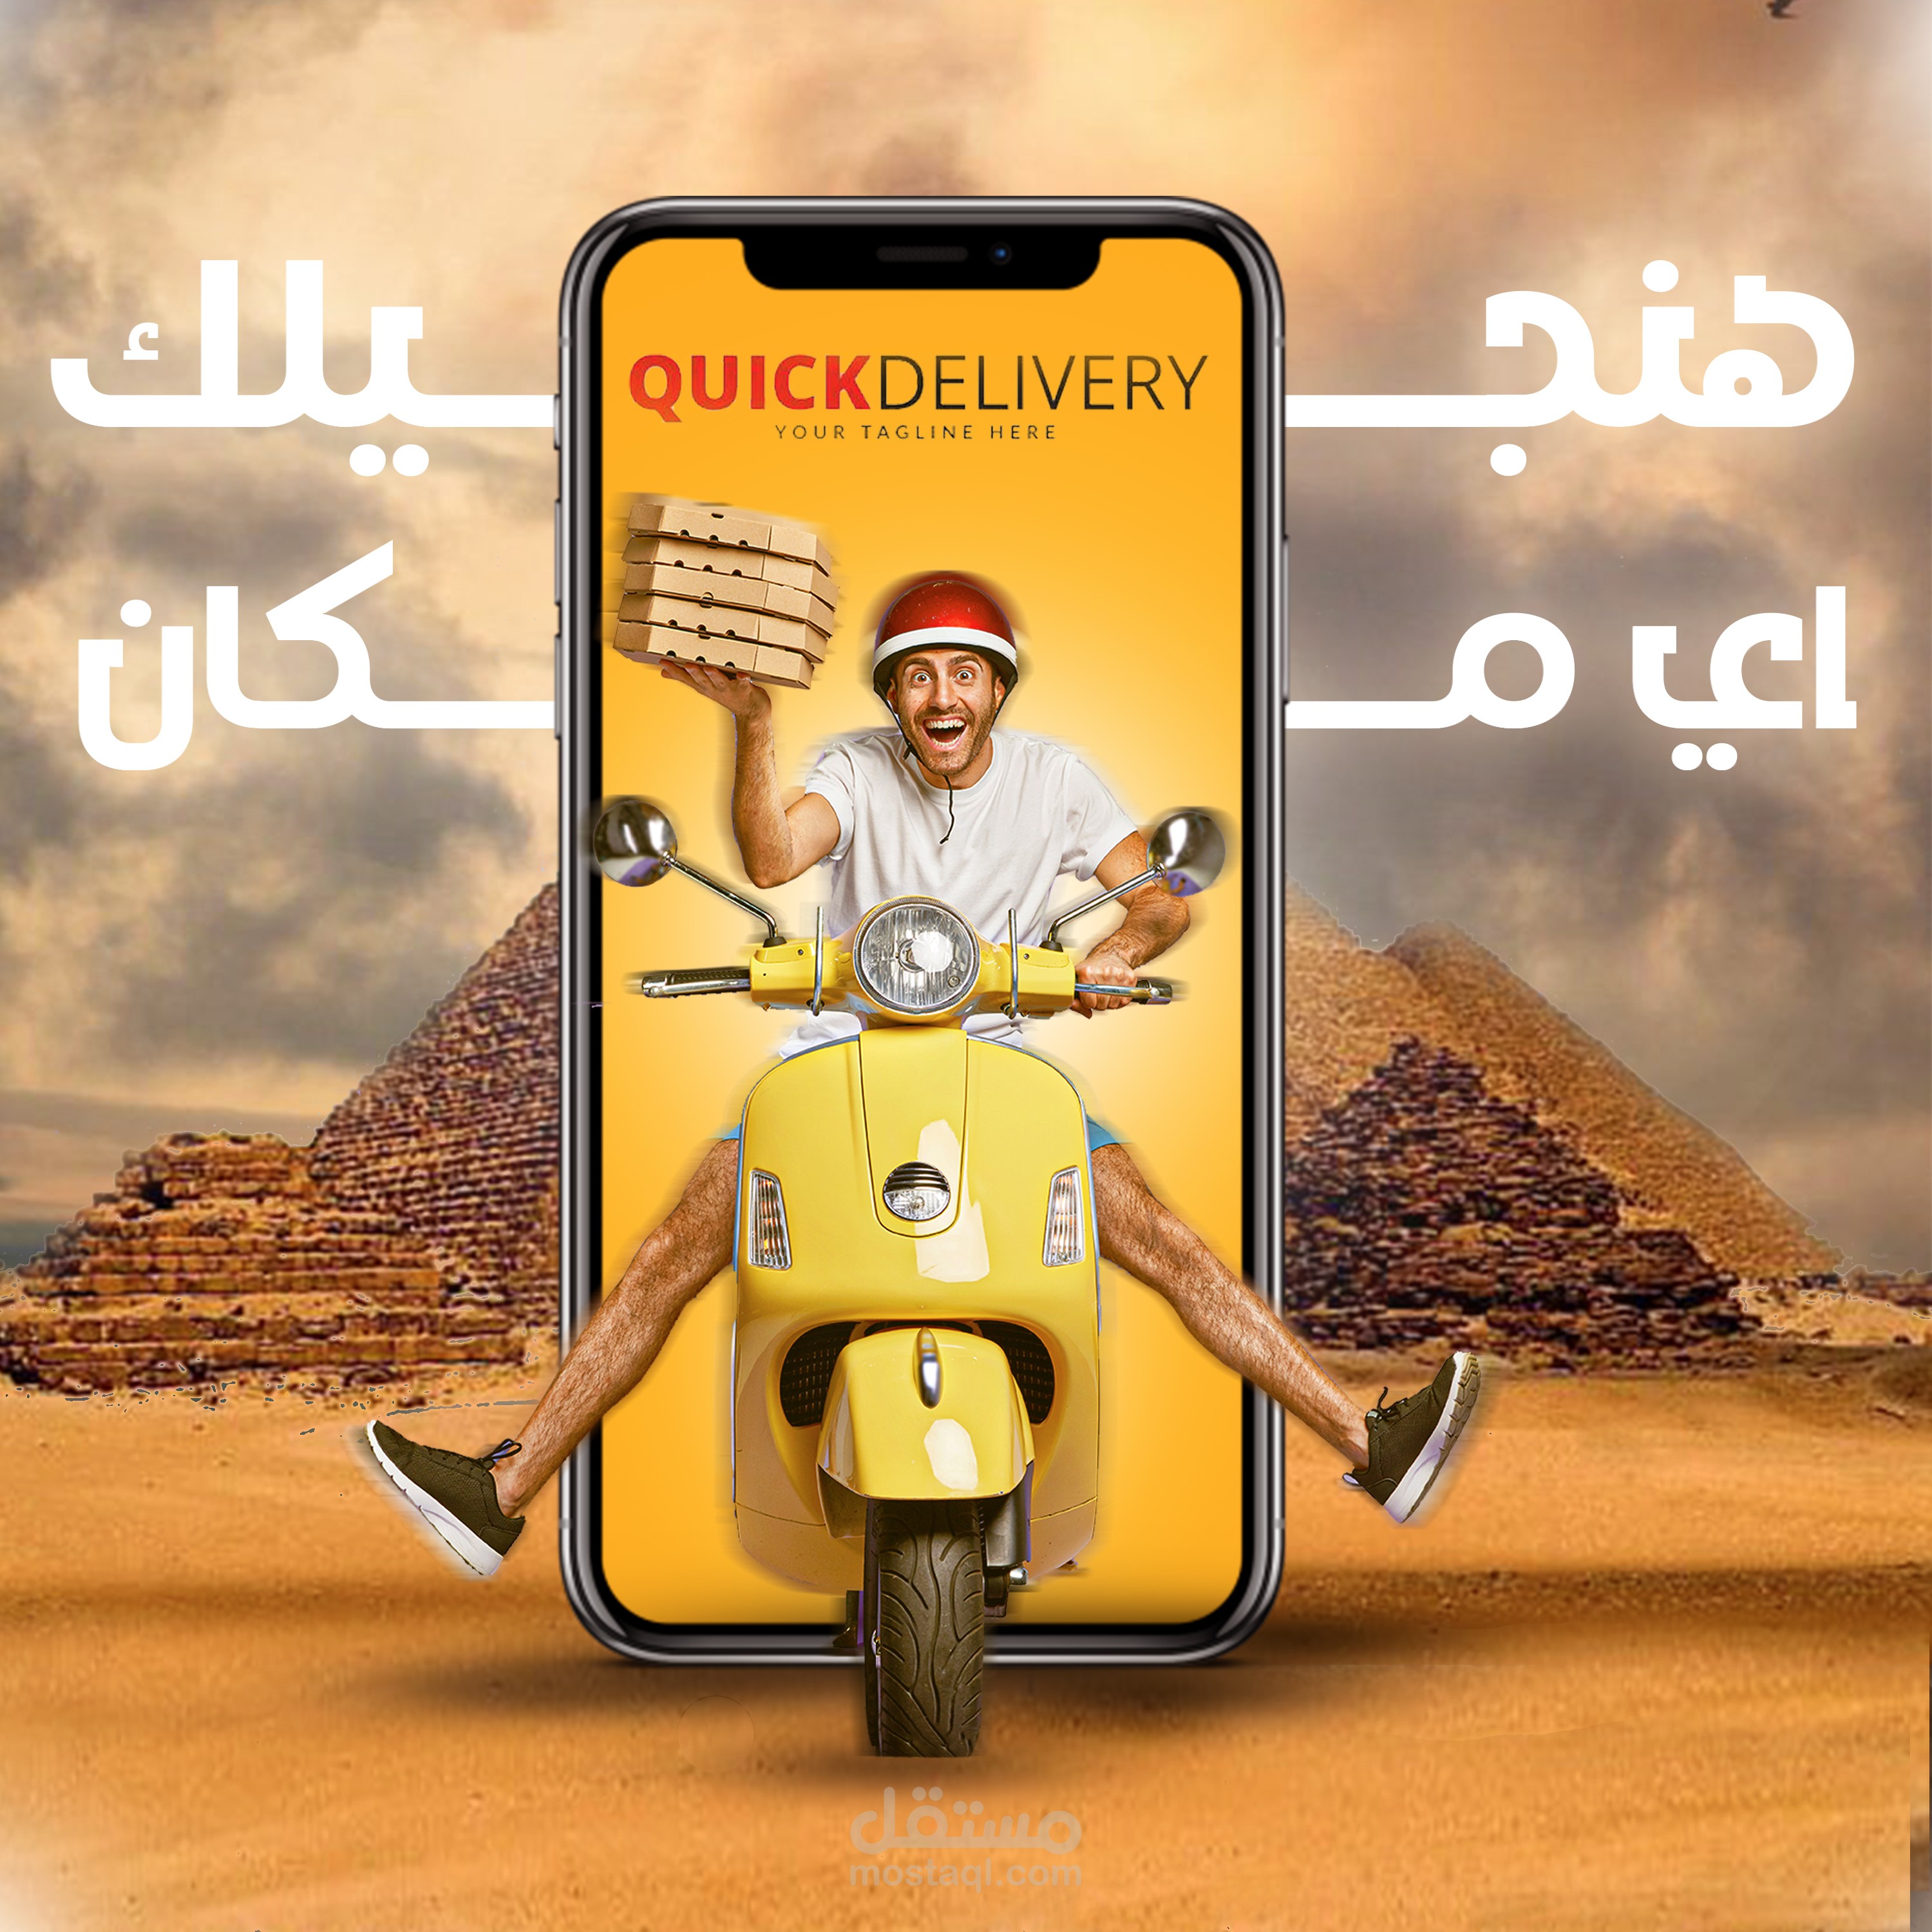 هنجيلك
اي مكان
QUICKDELIVERY
YOUR TAGLINE HERE
مستقل
mostaql.com